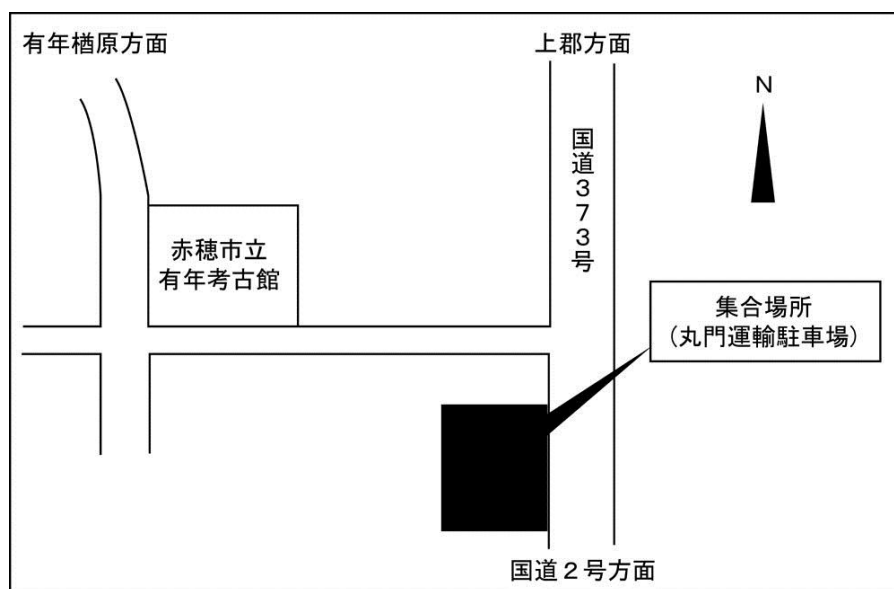 有年楢原方面
上郡方面
N
国道373号
赤穂市立
有年考古館
集合場所
(丸門運輸駐車場)
国道2号方面